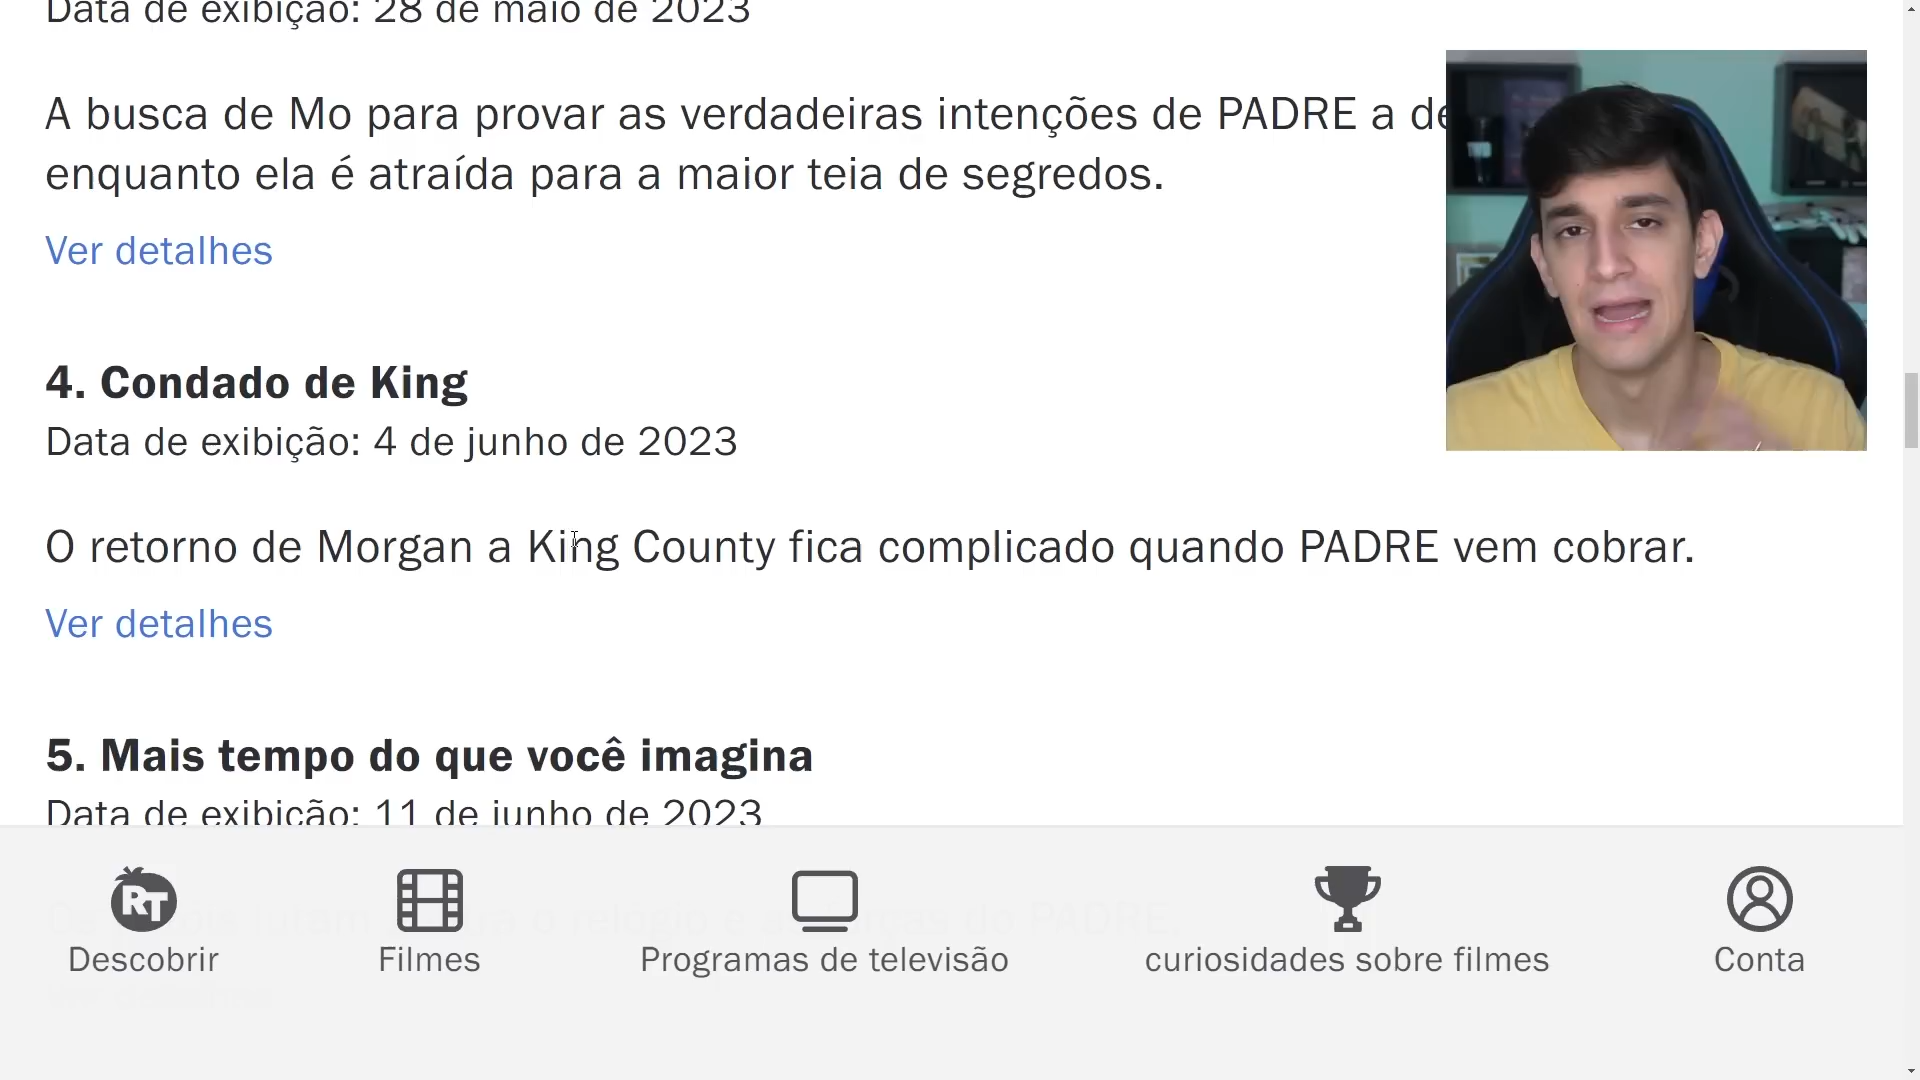 Data de exibição: 28 de maio de 2023
A busca de Mo para provar as verdadeiras intenções de PADRE a
enquanto ela é atraída para a maior teia de segredos.
Ver detalhes
4. Condado de King
Data de exibição: 4 de junho de 2023
O retorno de Morgan a King County fica complicado quando PADRE vem cobrar.
Ver detalhes
5. Mais tempo do que você imagina
Data de exibição: 11 de junho de 2023
o relógio e
do PADRE.
RT
Descobrir
Filmes
Programas de televisão
curiosidades sobre filmes
Conta